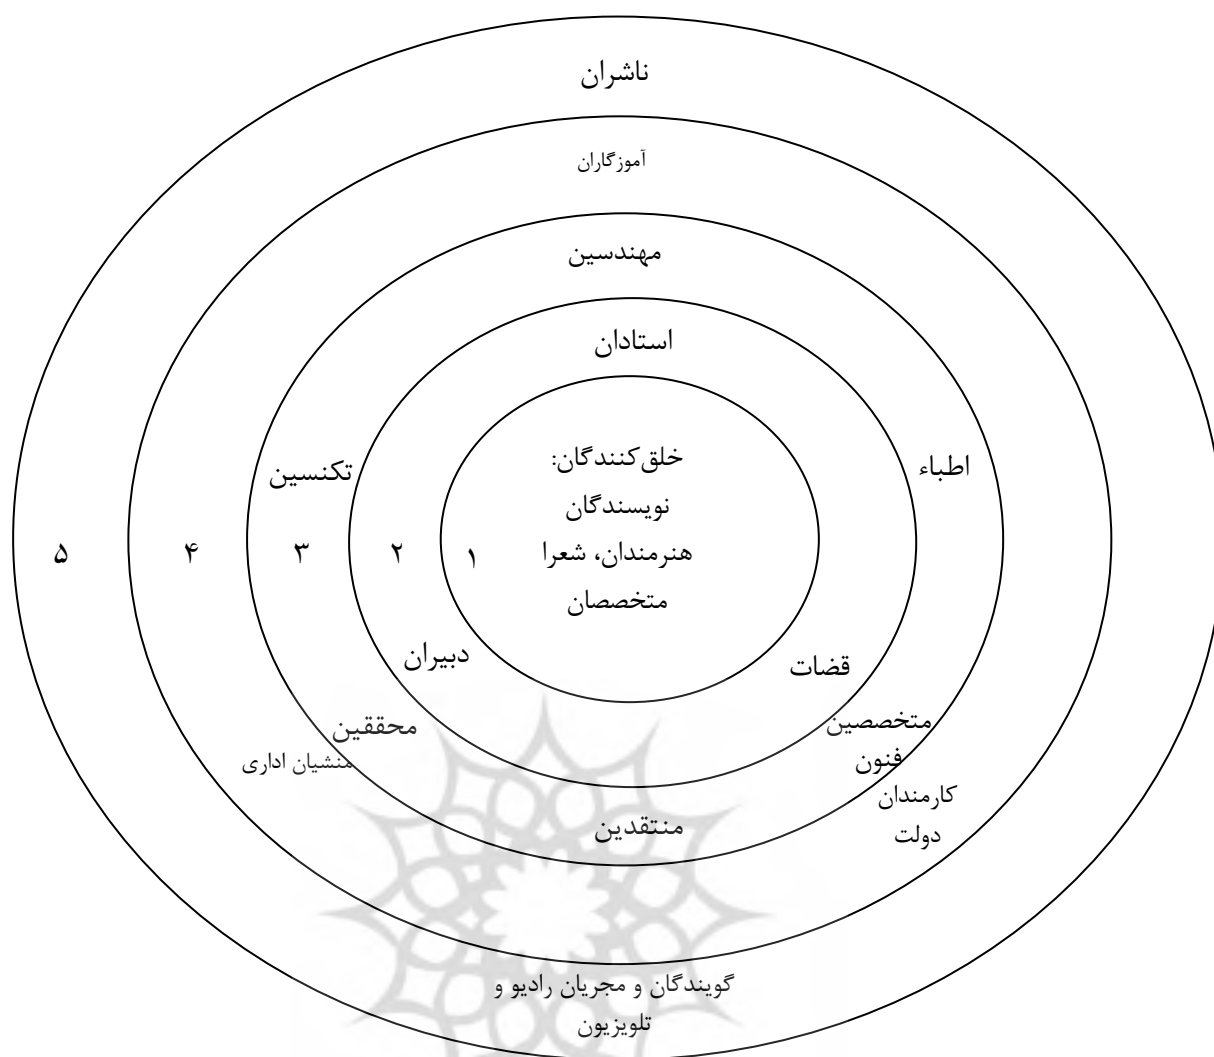 ناشران
آموزگاران
مهندسین
استادان
خلق‌کنندگان:
اطباء
تکنسین
نویسندگان
هنرمندان، شعرا
۱
۲
۳
۴
۵
متخصصان
دبیران
قضات
متخصصین
محققین
فنون
منشیان اداری
کارمندان
منتقدین
دولت
گویندگان و مجریان رادیو و
تلویزیون